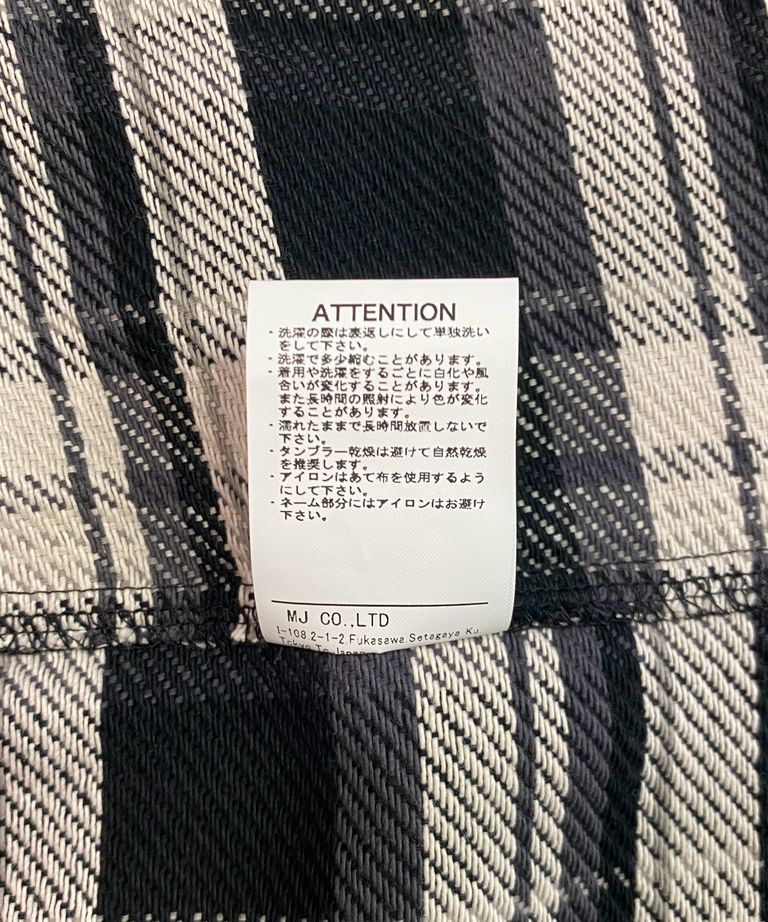 ATTENTION
・洗濯の際は裏返しにして単独洗い
をして下さい。
・洗濯で多少縮むことがあります。
・着用や洗濯をするごとに白化や風
合いが変化することがあります。
また長時間の照射により色が変化
することがあります。
・濡れたままで長時間放置しないで
下さい。
・タンブラー乾燥は避けて自然乾燥
を推奨します。
・アイロンはあて布を使用するよう
にして下さい。
・ネーム部分にはアイロンはお避け
下さい。
MJ CO.,LTD
1-108,2-1-2,Fukasawa,Setagaya Ku
Tokyo To Japan